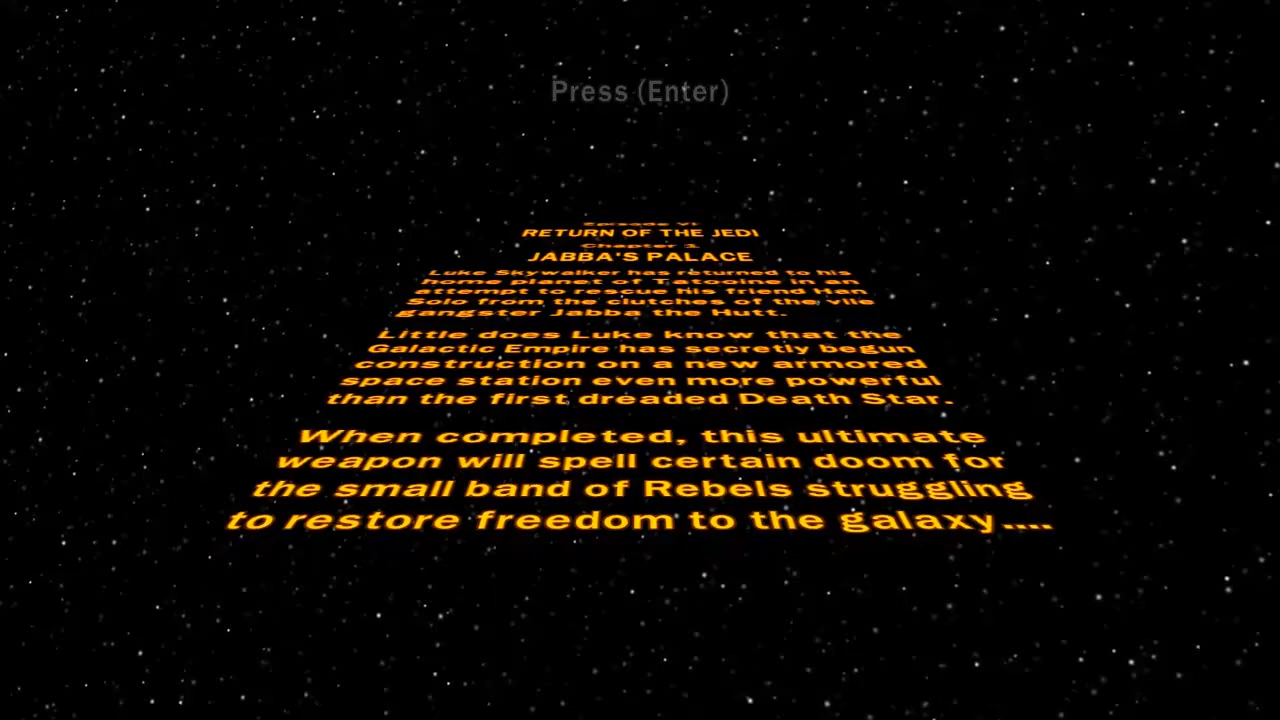 Press (Enter)
Episode VI
RETURN OF THE JEDI
Chapter 1
JABBA'S PALACE
Luke Skywalker has returned to his
home planet of Tatooine in an
attempt to rescue his friend Han
Solo from the clutches of the vile
gangster Jabba the Hutt.
Little does Luke know that the
Galactic Empire has secretly begun
construction on a new armored
space station even more powerful
than the first dreaded Death Star.
When completed, this ultimate
weapon will spell certain doom for
the small band of Rebels struggling
to restore freedom to the galaxy....